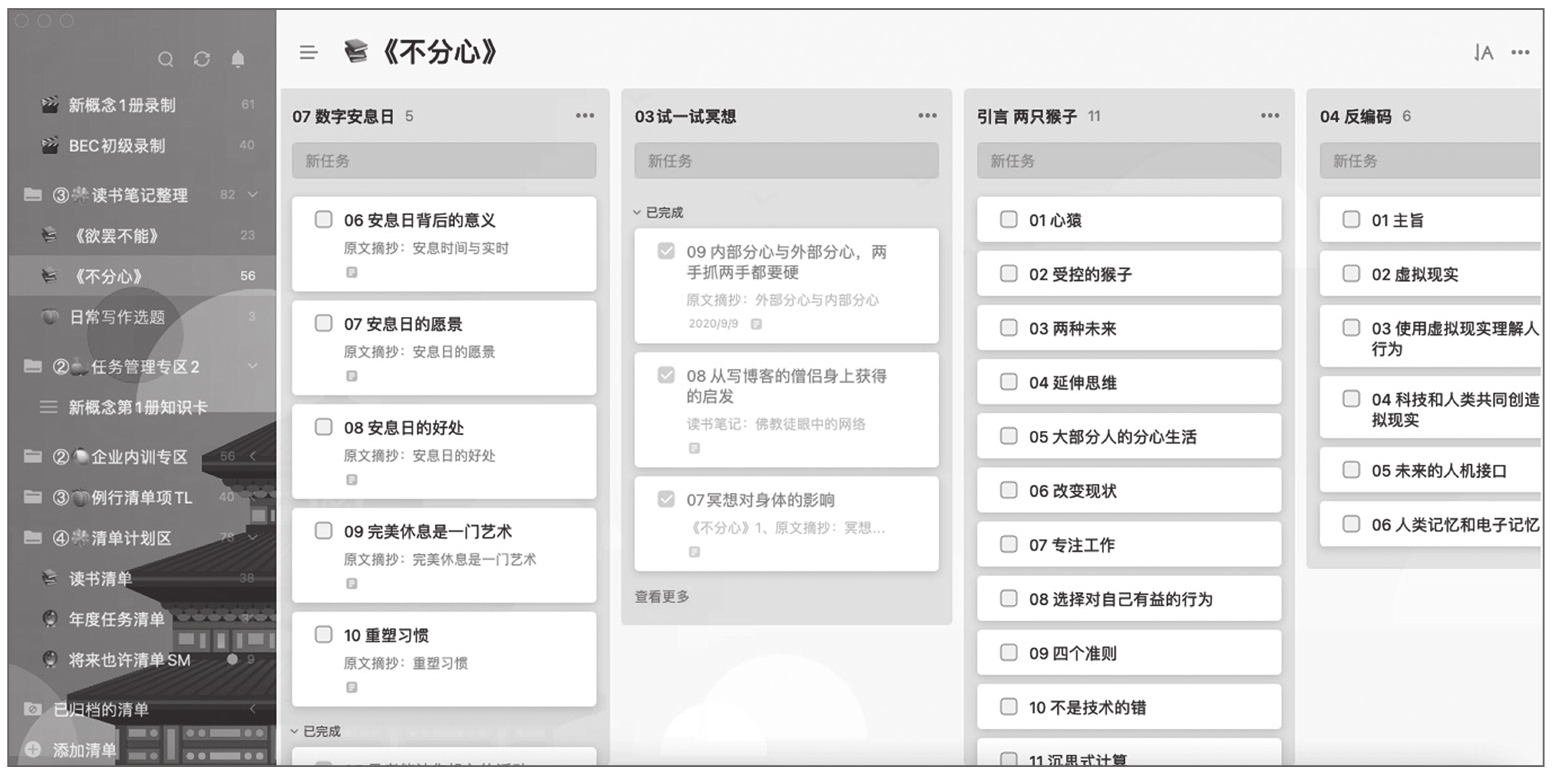 新概念1册录制 61
BEC初级录制 40
③读书笔记整理 82
《欲罢不能》 23
《不分心》 56
日常写作选题 3
②任务管理专区2
新概念第1册知识卡
②企业内训专区 56
③例行清单项TL 40
④清单计划区 78
读书清单 38
年度任务清单
将来也许清单SM 9
已归档的清单
添加清单
《不分心》
07 数字安息日 5
新任务
06 安息日背后的意义
原文摘抄：安息时间与实时
07 安息日的愿景
原文摘抄：安息日的愿景
08 安息日的好处
原文摘抄：安息日的好处
09 完美休息是一门艺术
原文摘抄：完美休息是一门艺术
10 重塑习惯
原文摘抄：重塑习惯
已完成
03试一试冥想
新任务
已完成
09 内部分心与外部分心，两
手抓两手都要硬
原文摘抄：外部分心与内部分心
2020/9/9
08 从写博客的僧侣身上获得
的启发
读书笔记：佛教徒眼中的网络
07冥想对身体的影响
《不分心》1、原文摘抄：冥想...
查看更多
引言 两只猴子 11
新任务
01心猿
02 受控的猴子
03 两种未来
04 延伸思维
05 大部分人的分心生活
06 改变现状
07 专注工作
08 选择对自己有益的行为
09 四个准则
10 不是技术的错
11 沉思式计算
04 反编码 6
新任务
01主旨
02 虚拟现实
03 使用虚拟现实理解人
行为
04 科技和人类共同创造
拟现实
05 未来的人机接口
06 人类记忆和电子记忆